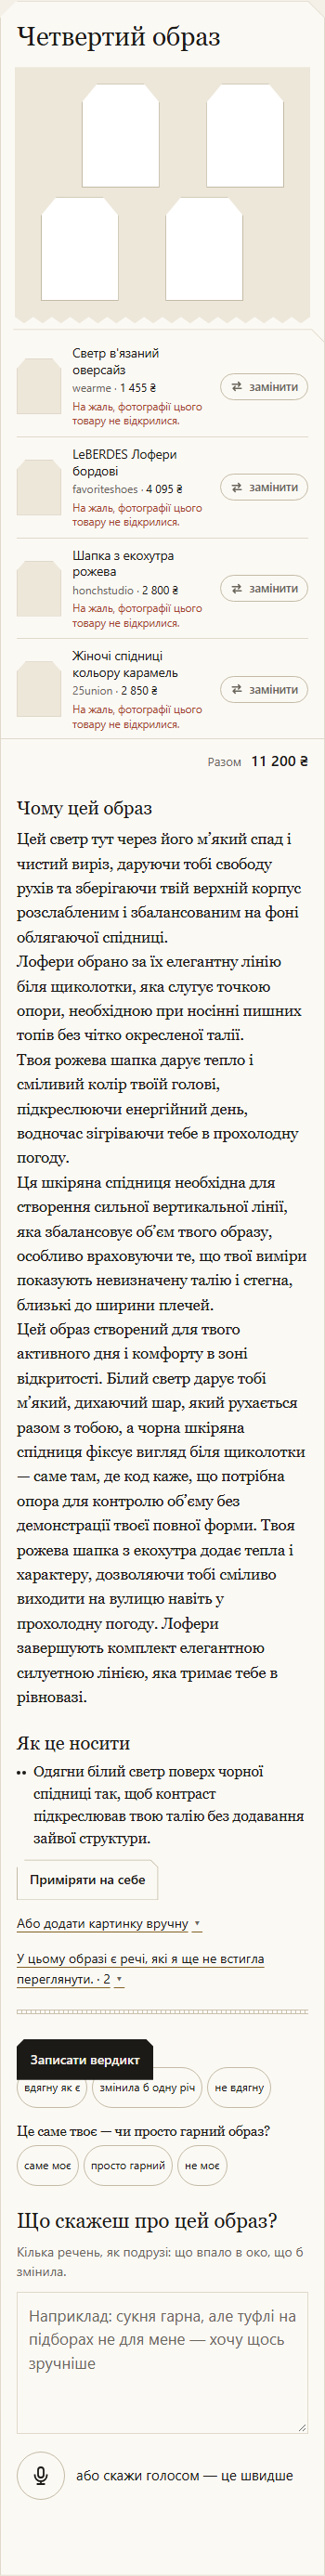 Четвертий образ
Светр в'язаний
оверсайз
wearme · 1 455 ₴
На жаль, фотографії цього
товару не відкрилися.
замінити
LeBERDES Лофери
бордові
favoriteshoes · 4 095 ₴
На жаль, фотографії цього
товару не відкрилися.
замінити
Шапка з екохутра
рожева
honchstudio · 2 800 ₴
На жаль, фотографії цього
товару не відкрилися.
замінити
Жіночі спідниці
кольору карамель
25union · 2 850 ₴
На жаль, фотографії цього
товару не відкрилися.
замінити
Разом 11 200 ₴
Чому цей образ
Цей светр тут через його м’який спад і
чистий виріз, даруючи тобі свободу
рухів та зберігаючи твій верхній корпус
розслабленим і збалансованим на фоні
облягаючої спідниці.
Лофери обрано за їх елегантну лінію
біля щиколотки, яка слугує точкою
опори, необхідною при носінні пишних
топів без чітко окресленої талії.
Твоя рожева шапка дарує тепло і
сміливий колір твоїй голові,
підкреслюючи енергійний день,
водночас зігріваючи тебе в прохолодну
погоду.
Ця шкіряна спідниця необхідна для
створення сильної вертикальної лінії,
яка збалансовує об’єм твого образу,
особливо враховуючи те, що твої виміри
показують невизначену талію і стегна,
близькі до ширини плечей.
Цей образ створений для твого
активного дня і комфорту в зоні
відкритості. Білий светр дарує тобі
м’який, дихаючий шар, який рухається
разом з тобою, а чорна шкіряна
спідниця фіксує вигляд біля щиколотки
— саме там, де код каже, що потрібна
опора для контролю об’єму без
демонстрації твоєї повної форми. Твоя
рожева шапка з екохутра додає тепла і
характеру, дозволяючи тобі сміливо
виходити на вулицю навіть у
прохолодну погоду. Лофери
завершують комплект елегантною
силуетною лінією, яка тримає тебе в
рівновазі.
Як це носити
Одягни білий светр поверх чорної
спідниці так, щоб контраст
підкреслював твою талію без додавання
зайвої структури.
Приміряти на себе
Або додати картинку вручну
У цьому образі є речі, які я ще не встигла
переглянути. · 2
Записати вердикт
вдягну як є
змінила б одну річ
не вдягну
Це саме твоє — чи просто гарний образ?
саме моє
просто гарний
не моє
Що скажеш про цей образ?
Кілька речень, як подрузі: що впало в око, що б
змінила.
Наприклад: сукня гарна, але туфлі на
підборах не для мене — хочу щось
зручніше
або скажи голосом — це швидше